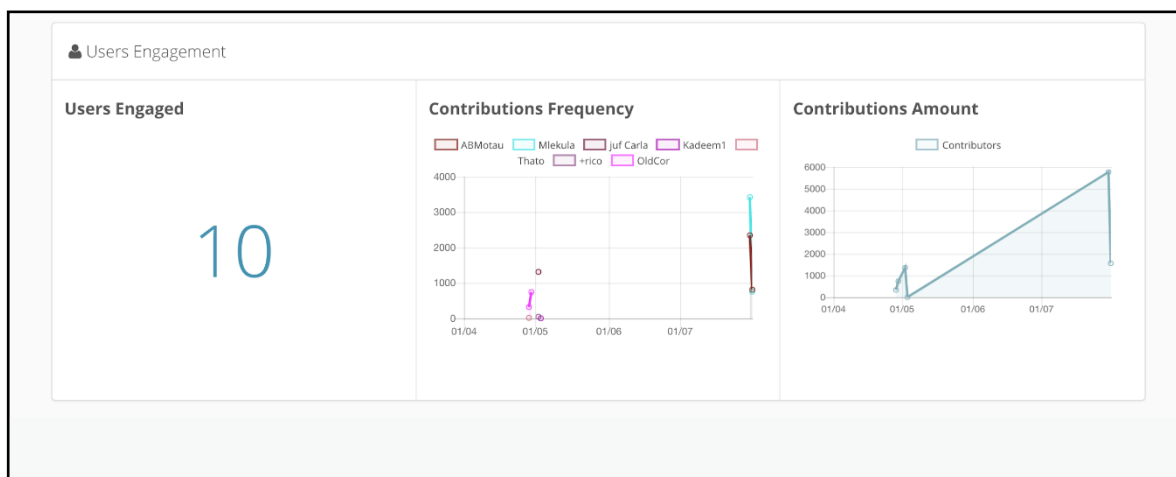 Users Engagement
Users Engaged
10
Contributions Frequency
ABMotau Mlekula juf Carla Kadeem1
Thato +rico OldCor
4000
3000
2000
1000
0
01/04 01/05 01/06 01/07
Contributions Amount
Contributors
6000
5000
4000
3000
2000
1000
0
01/04 01/05 01/06 01/07